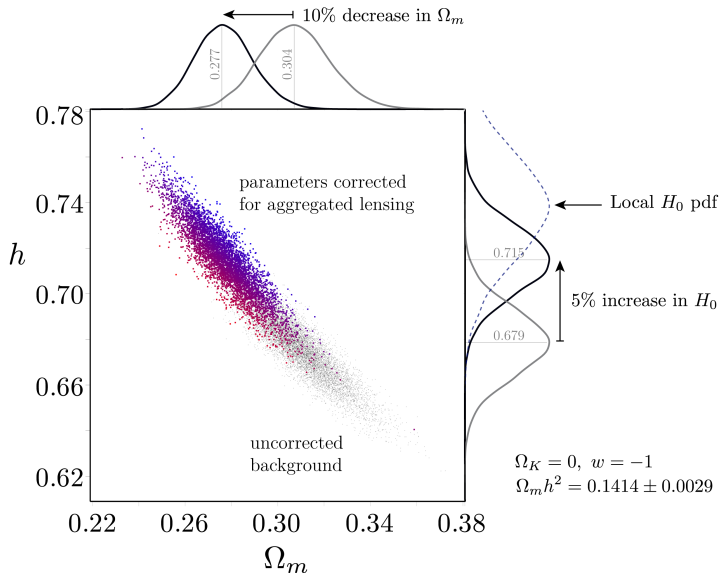 10% decrease in Ωₘ
0.277
0.304
0.78
0.74
0.70
0.66
0.62
h
parameters corrected
for aggregated lensing
uncorrected
background
Local H₀ pdf
0.715
5% increase in H₀
0.679
Ω_K = 0, w = −1
Ωₘh² = 0.1414 ± 0.0029
0.22 0.26 0.30 0.34 0.38
Ωₘ